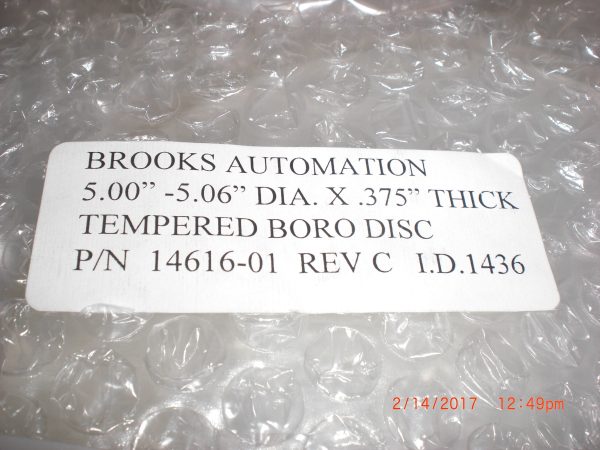 BROOKS AUTOMATION
5.00” -5.06” DIA. X .375” THICK
TEMPERED BORO DISC
P/N 14616-01 REV C I.D.1436
2/14/2017 12:49pm